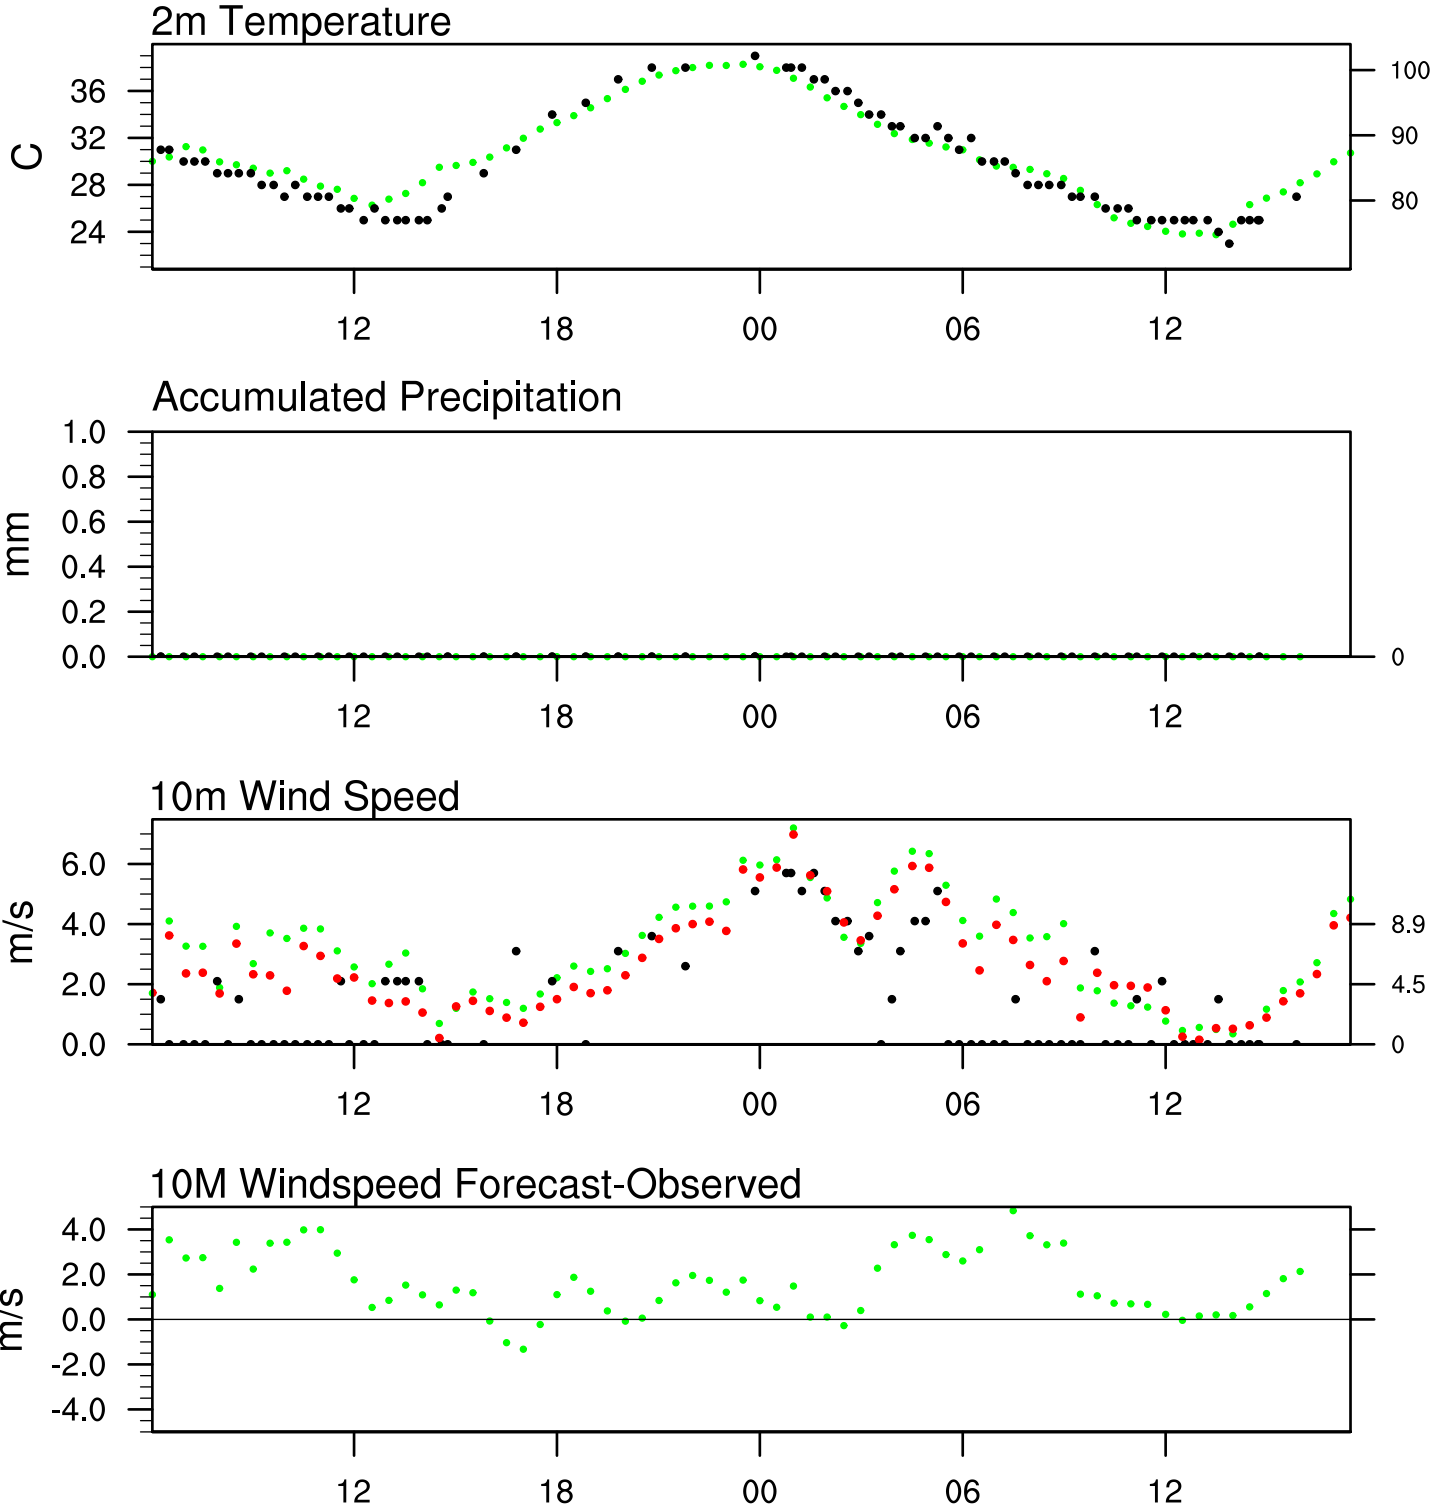 2m Temperature
C
36
32
28
24
100
90
80
12 18 00 06 12
Accumulated Precipitation
mm
1.0
0.8
0.6
0.4
0.2
0.0
0
12 18 00 06 12
10m Wind Speed
m/s
6.0
4.0
2.0
0.0
8.9
4.5
0
12 18 00 06 12
10M Windspeed Forecast-Observed
m/s
4.0
2.0
0.0
-2.0
-4.0
12 18 00 06 12